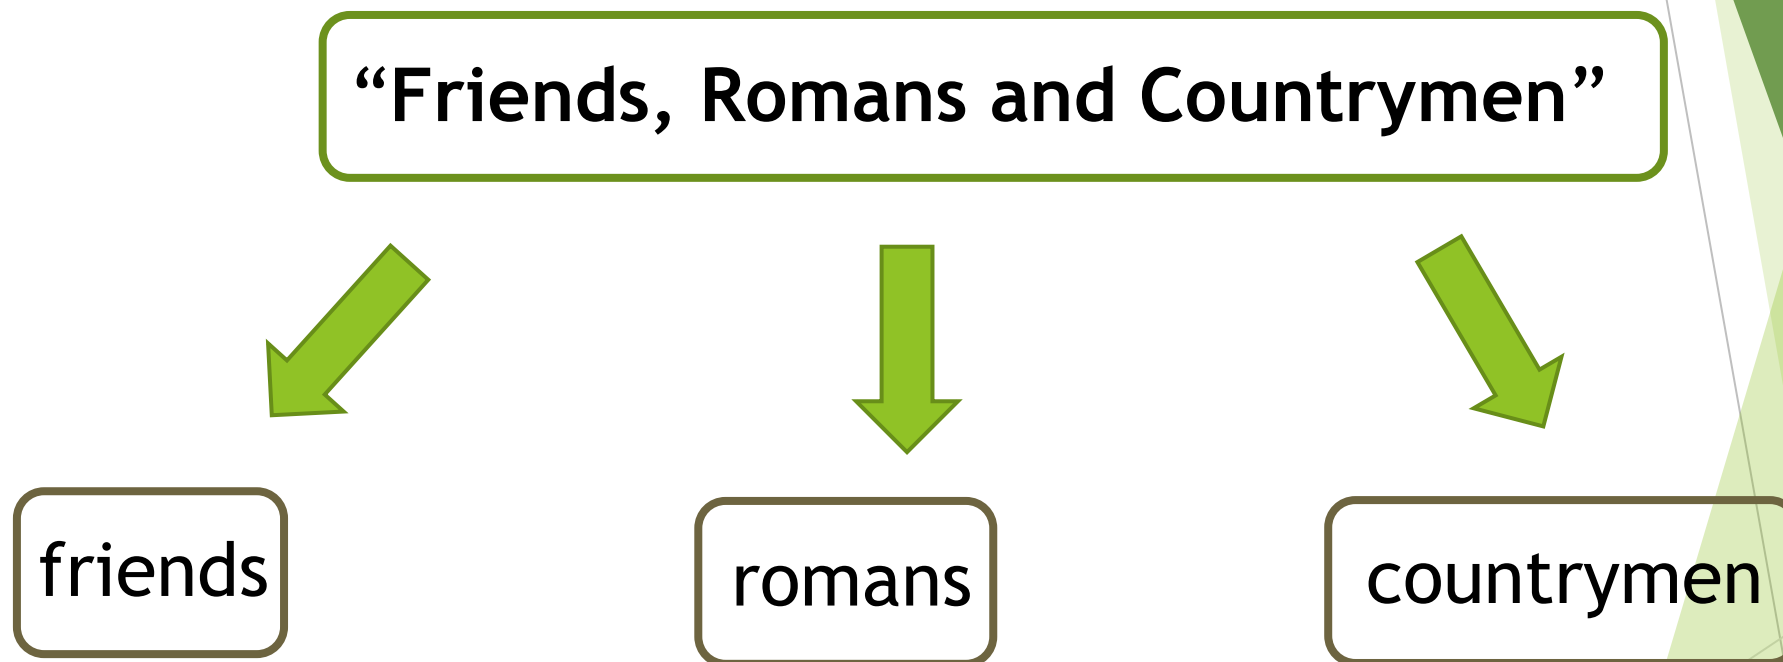 “Friends, Romans and Countrymen”
friends
romans
countrymen